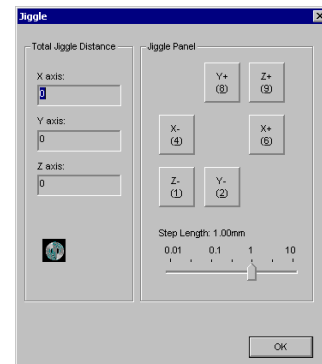 Jiggle
Total Jiggle Distance
X axis:
0
Y axis:
0
Z axis:
0
Jiggle Panel
Y+
(8)
Z+
(9)
X-
(4)
X+
(6)
Z-
(1)
Y-
(2)
Step Length: 1.00mm
0.01 0.1 1 10
OK